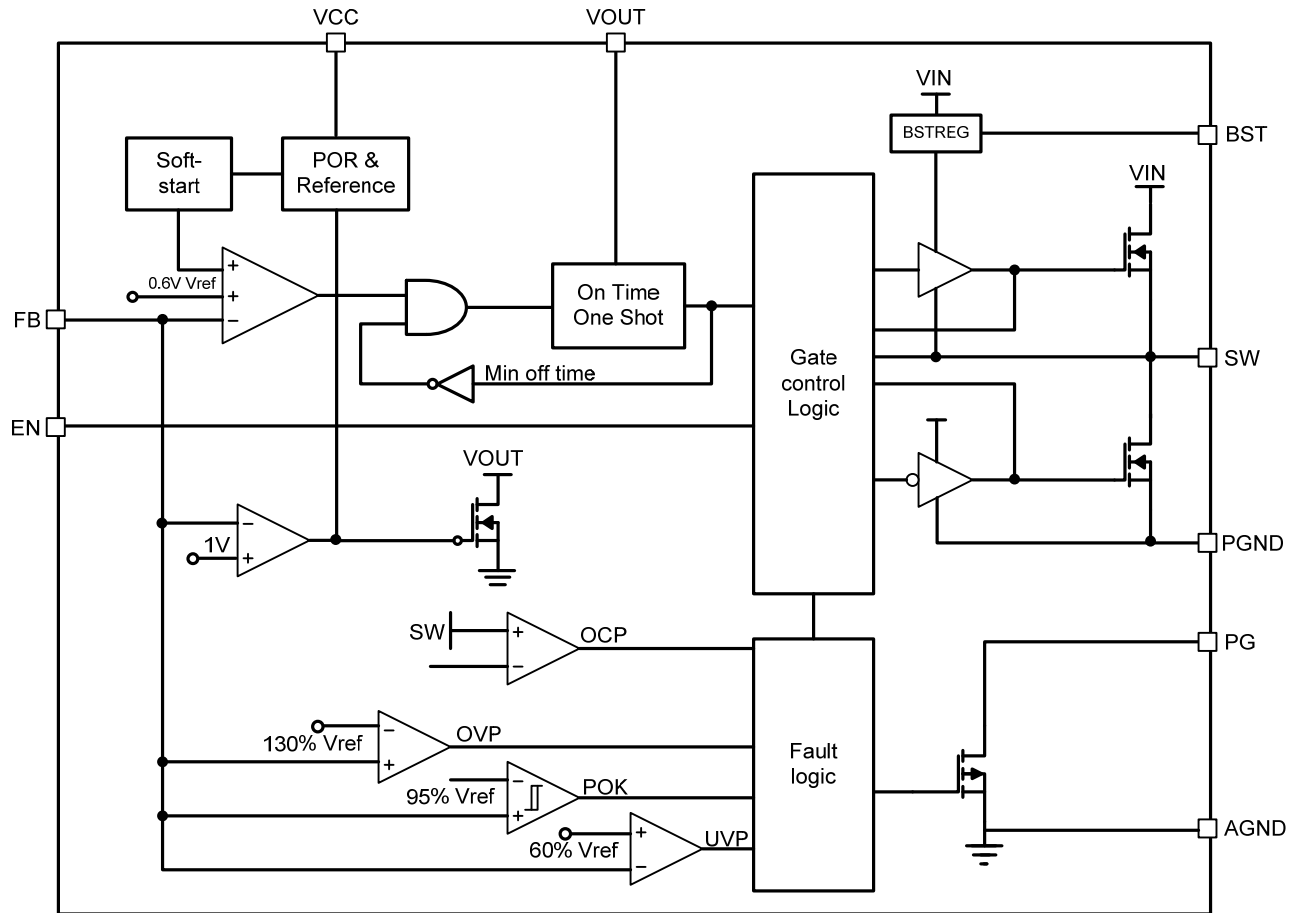 VCC
VOUT
VIN
BSTREG
BST
Soft-
start
POR &
Reference
VIN
+
0.6V Vref
+
−
FB
On Time
One Shot
Min off time
Gate
control
Logic
SW
EN
VOUT
−
1V
+
PGND
SW
+
−
OCP
PG
130% Vref
−
+
OVP
Fault
logic
95% Vref
−
+
POK
60% Vref
+
−
UVP
AGND